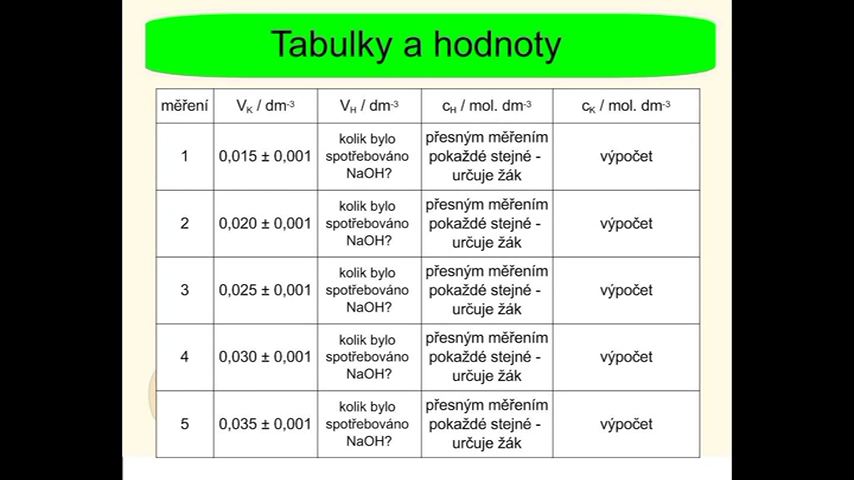 Tabulky a hodnoty
měření V_K / dm⁻³ V_H / dm⁻³ c_H / mol. dm⁻³ c_K / mol. dm⁻³
1 0,015 ± 0,001 kolik bylo spotřebováno NaOH? přesným měřením pokaždé stejné - určuje žák výpočet
2 0,020 ± 0,001 kolik bylo spotřebováno NaOH? přesným měřením pokaždé stejné - určuje žák výpočet
3 0,025 ± 0,001 kolik bylo spotřebováno NaOH? přesným měřením pokaždé stejné - určuje žák výpočet
4 0,030 ± 0,001 kolik bylo spotřebováno NaOH? přesným měřením pokaždé stejné - určuje žák výpočet
5 0,035 ± 0,001 kolik bylo spotřebováno NaOH? přesným měřením pokaždé stejné - určuje žák výpočet